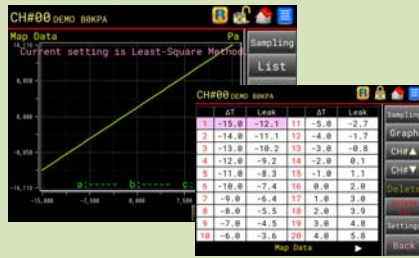 CH#00 DEMO 80KPA
Map Data Pa
Current setting is Least-Square Method
Sampling
List
a:----- b:----- c:
-15,000 -7,500 0,000 7,500
CH#00 DEMO 80KPA
ΔT Leak ΔT Leak
1 -15.0 -12.1 11 -5.0 -2.7
2 -14.0 -11.1 12 -4.0 -1.7
3 -13.0 -10.2 13 -3.0 -0.8
4 -12.0 -9.2 14 -2.0 0.1
5 -11.0 -8.3 15 -1.0 1.1
6 -10.0 -7.4 16 0.0 2.0
7 -9.0 -6.4 17 1.0 3.0
8 -8.0 -5.5 18 2.0 3.9
9 -7.0 -4.5 19 3.0 4.8
10 -6.0 -3.6 20 4.0 5.8
Map Data
Sampling
Graph
CH#▲
CH#▼
Delete
Settings
Back